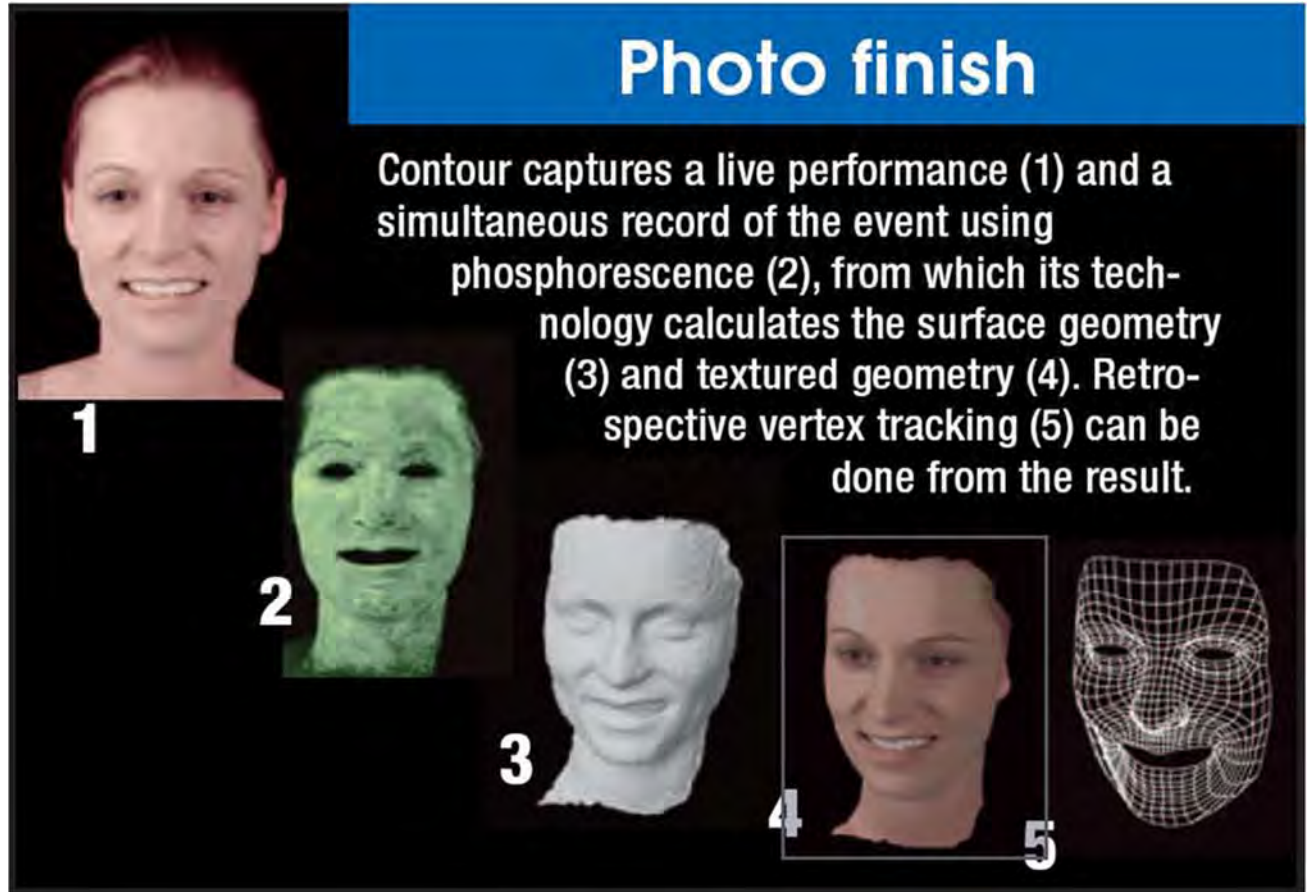 Photo finish
Contour captures a live performance (1) and a
simultaneous record of the event using
phosphorescence (2), from which its tech-
nology calculates the surface geometry
(3) and textured geometry (4). Retro-
spective vertex tracking (5) can be
done from the result.
1
2
3
4
5